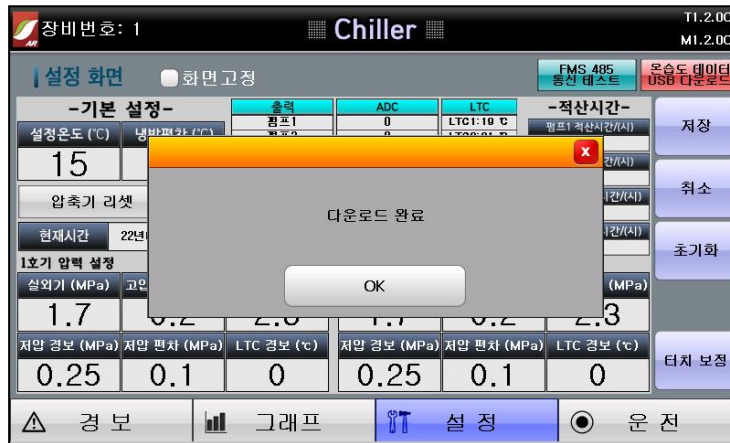 장비번호: 1
Chiller
T1.2.0C
M1.2.0C
AR
설정 화면
화면고정
FMS 485
통신 테스트
온습도 데이터
USB 다운로드
-기본 설정-
출력
ADC
LTC
-적산시간-
펌프1
0
LTC1:19 ℃
펌프1 적산시간/(시)
저장
설정온도 (℃)
냉방편차 (℃)
15
압축기 리셋
취소
다운로드 완료
현재시간
22년
초기화
1호기 압력 설정
OK
실외기 (MPa)
(MPa)
1.7
2.3
저압 경보 (MPa)
저압 편차 (MPa)
LTC 경보 (℃)
저압 경보 (MPa)
저압 편차 (MPa)
LTC 경보 (℃)
터치 보정
0.25
0.1
0
0.25
0.1
0
경 보
그래프
설 정
운 전